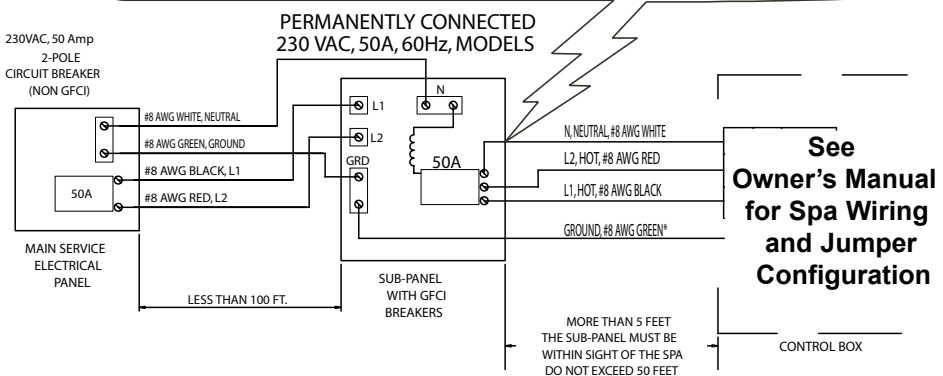 PERMANENTLY CONNECTED
230 VAC, 50A, 60Hz, MODELS
230VAC, 50 Amp
2-POLE
CIRCUIT BREAKER
(NON GFCI)
#8 AWG WHITE, NEUTRAL
#8 AWG GREEN, GROUND
#8 AWG BLACK, L1
#8 AWG RED, L2
50A
MAIN SERVICE
ELECTRICAL
PANEL
LESS THAN 100 FT.
N
L1
L2
GRD
50A
SUB-PANEL
WITH GFCI
BREAKERS
N, NEUTRAL, #8 AWG WHITE
L2, HOT, #8 AWG RED
L1, HOT, #8 AWG BLACK
GROUND, #8 AWG GREEN*
MORE THAN 5 FEET
THE SUB-PANEL MUST BE
WITHIN SIGHT OF THE SPA
DO NOT EXCEED 50 FEET
See
Owner's Manual
for Spa Wiring
and Jumper
Configuration
CONTROL BOX